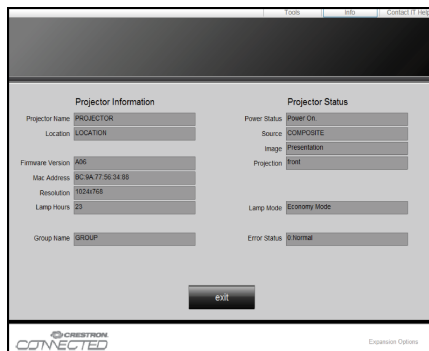 Tools Info Contact IT Help
Projector Information
Projector Name PROJECTOR
Location LOCATION
Firmware Version A06
Mac Address BC:9A:77:56:34:88
Resolution 1024x768
Lamp Hours 23
Group Name GROUP
Projector Status
Power Status Power On.
Source COMPOSITE
Image Presentation
Projection front
Lamp Mode Economy Mode
Error Status 0:Normal
exit
CRESTRON
CONNECTED
Expansion Options